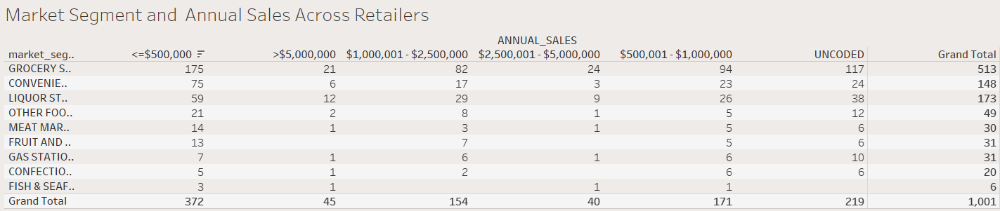 Market Segment and Annual Sales Across Retailers
ANNUAL_SALES
market_seg.. <=$500,000 >$5,000,000 $1,000,001 - $2,500,000 $2,500,001 - $5,000,000 $500,001 - $1,000,000 UNCODED Grand Total
GROCERY S.. 175 21 82 24 94 117 513
CONVENIE.. 75 6 17 3 23 24 148
LIQUOR ST.. 59 12 29 9 26 38 173
OTHER FOO.. 21 2 8 1 5 12 49
MEAT MAR.. 14 1 3 1 5 6 30
FRUIT AND .. 13 7 5 6 31
GAS STATIO.. 7 1 6 1 6 10 31
CONFECTIO.. 5 1 2 6 6 20
FISH & SEAF.. 3 1 1 1 6
Grand Total 372 45 154 40 171 219 1,001